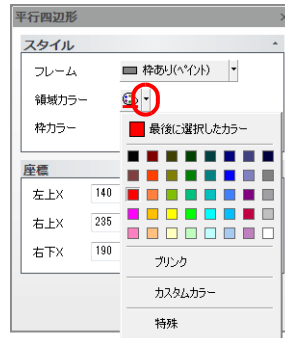 平行四辺形
スタイル
フレーム 枠あり(ペイント)
領域カラー
枠カラー
最後に選択したカラー
座標
左上X 140
右上X 235
右下X 190
ブリンク
カスタムカラー
特殊